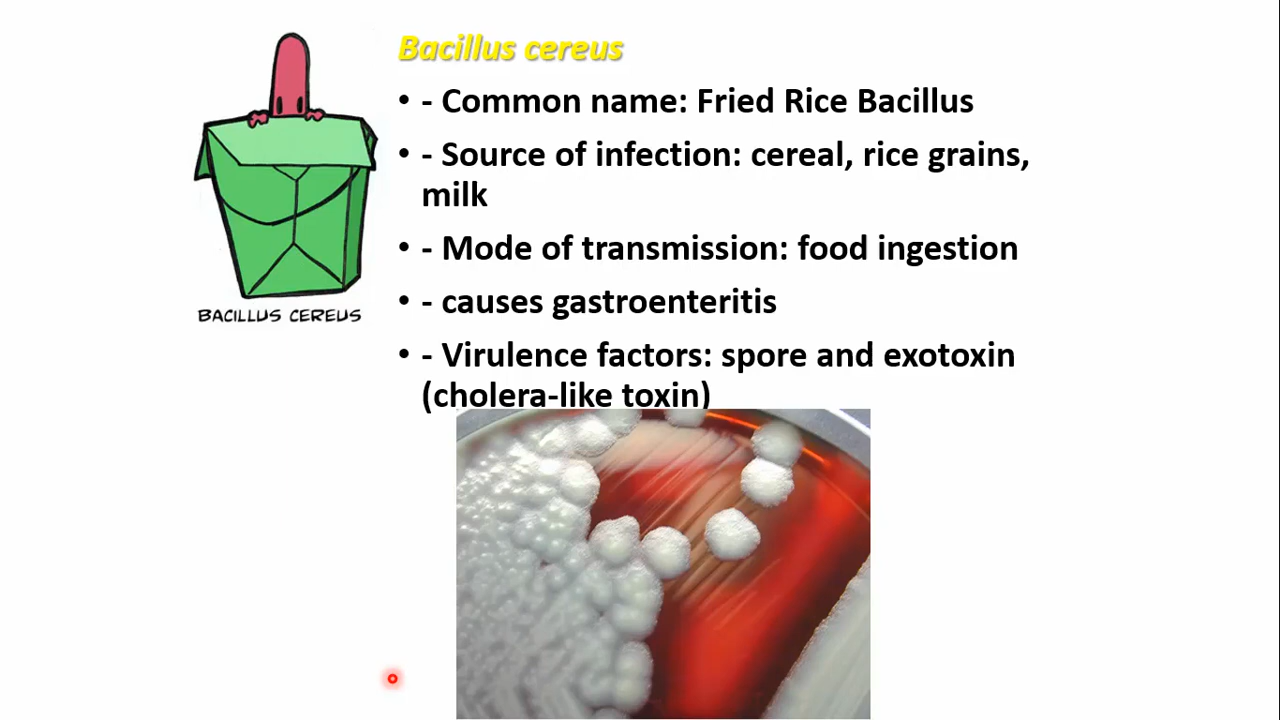 Bacillus cereus
• - Common name: Fried Rice Bacillus
• - Source of infection: cereal, rice grains,
milk
• - Mode of transmission: food ingestion
• - causes gastroenteritis
• - Virulence factors: spore and exotoxin
(cholera-like toxin)
BACILLUS CEREUS